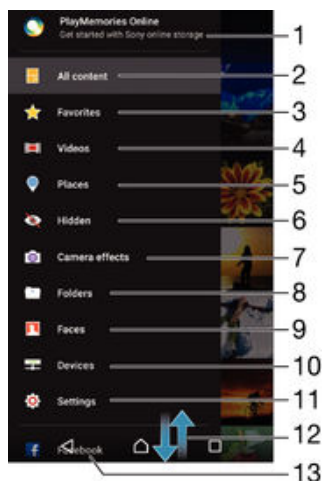 PlayMemories Online
Get started with Sony online storage
1
All content
2
Favorites
3
Videos
4
Places
5
Hidden
6
Camera effects
7
Folders
8
Faces
9
Devices
10
Settings
11
12
Facebook
13